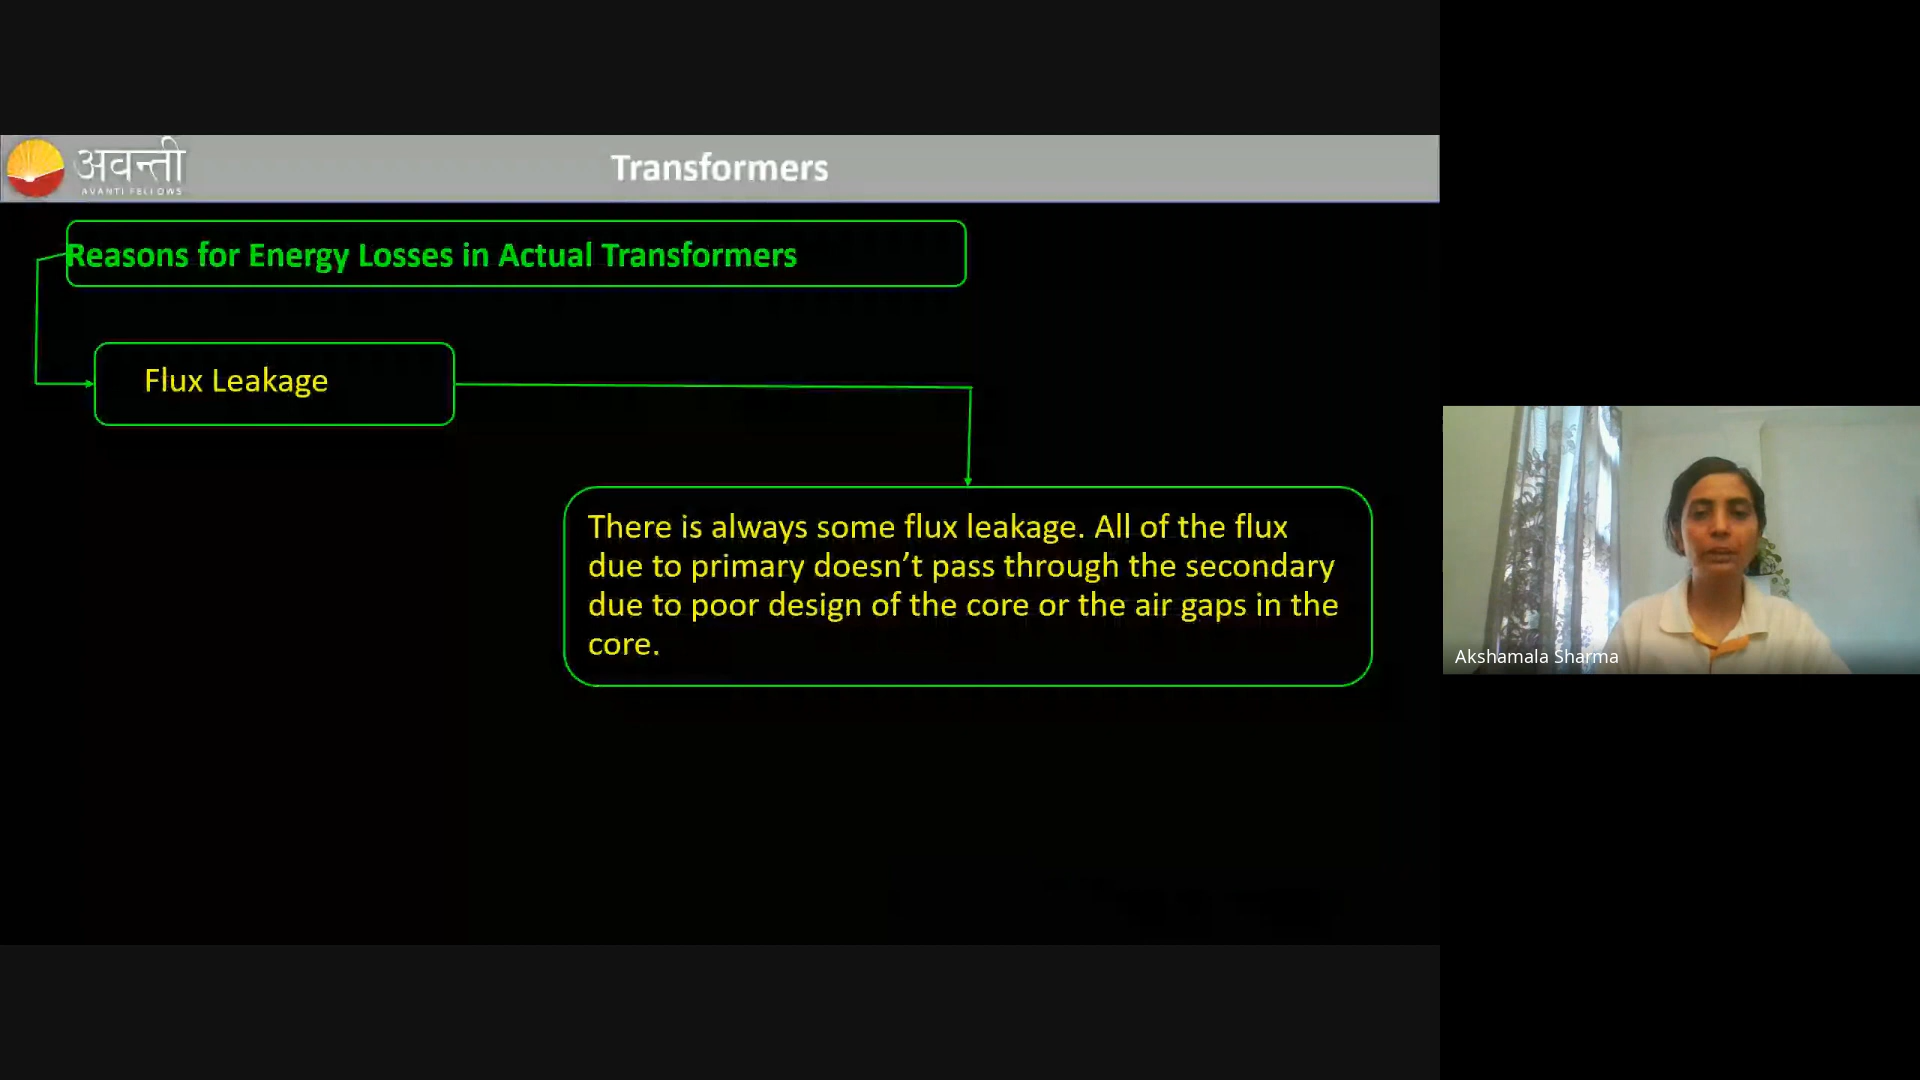 अवन्ती
AVANTI FELLOWS
Transformers
Reasons for Energy Losses in Actual Transformers
Flux Leakage
There is always some flux leakage. All of the flux
due to primary doesn’t pass through the secondary
due to poor design of the core or the air gaps in the
core.
Akshamala Sharma